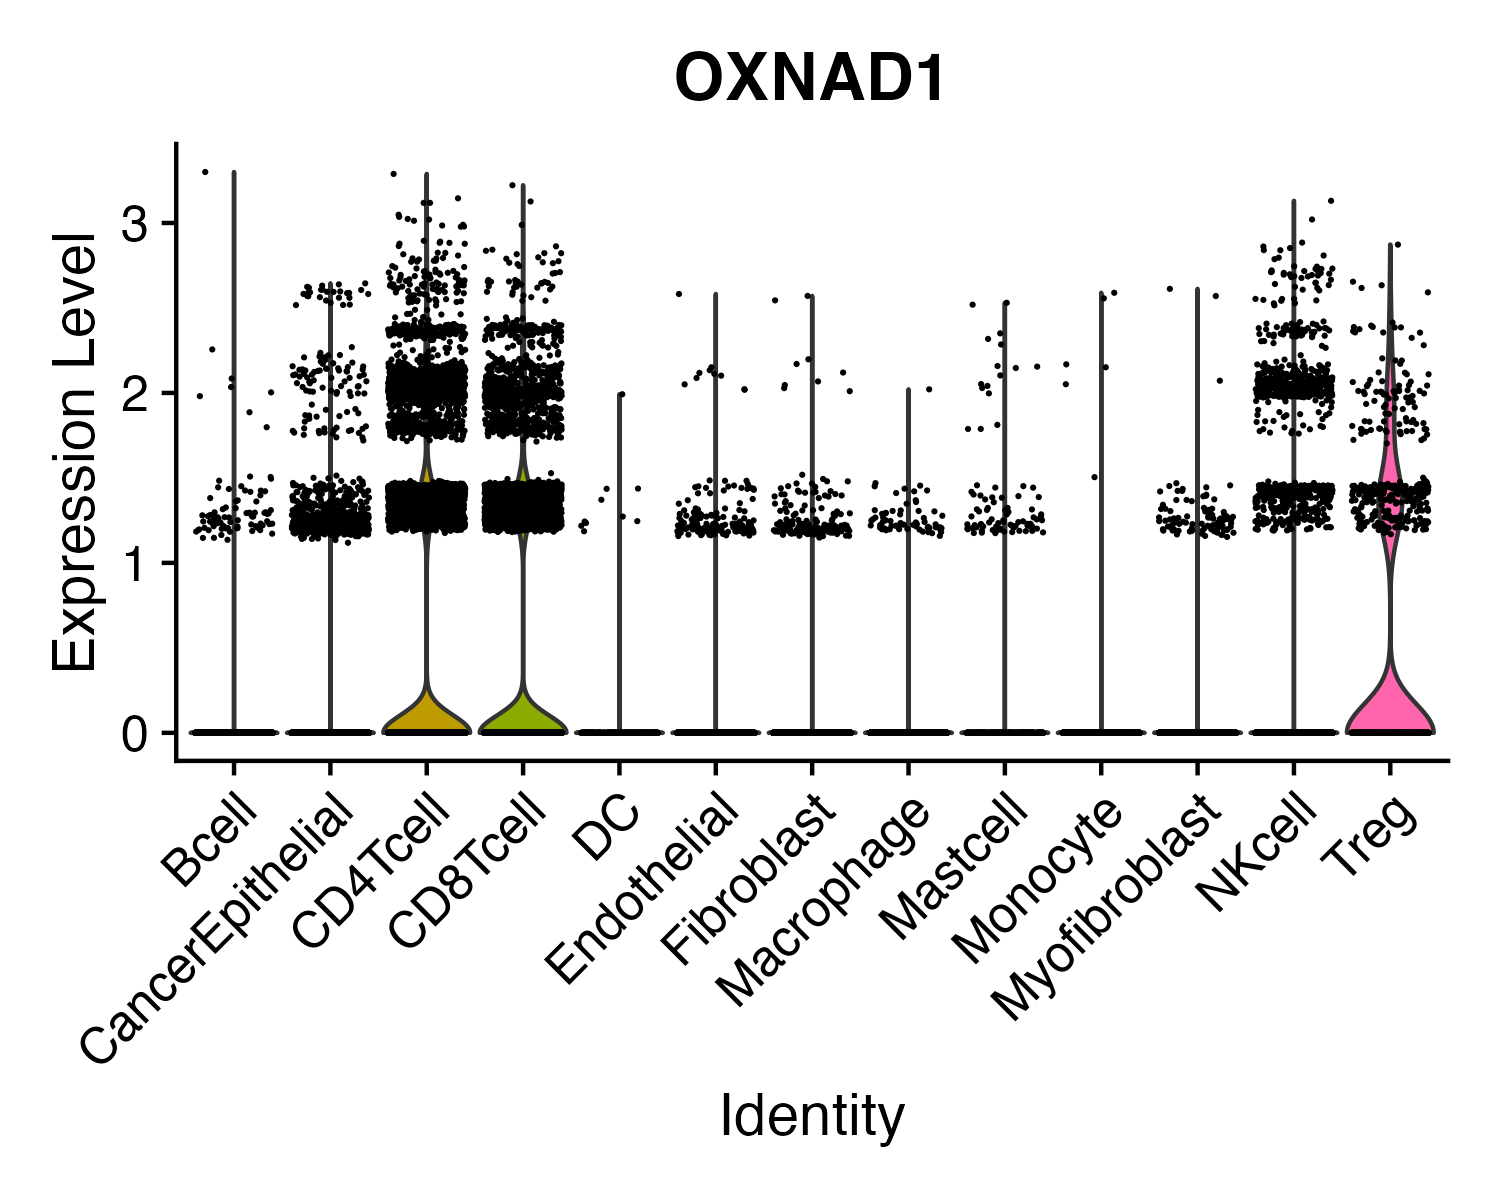 OXNAD1
Expression Level
3
2
1
0
Bcell
CancerEpithelial
CD4Tcell
CD8Tcell
DC
Endothelial
Fibroblast
Macrophage
Mastcell
Monocyte
Myofibroblast
NKcell
Treg
Identity